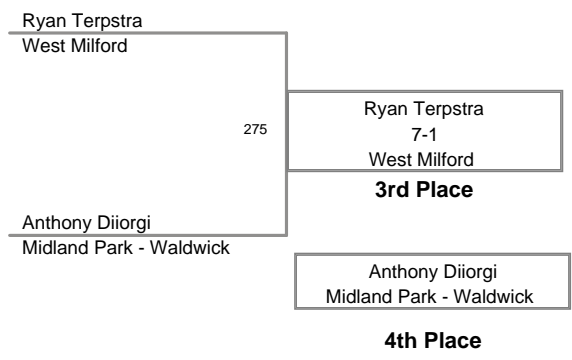 Ryan Terpstra
West Milford
275
Ryan Terpstra
7-1
West Milford
3rd Place
Anthony Diiorgi
Midland Park - Waldwick
Anthony Diiorgi
Midland Park - Waldwick
4th Place